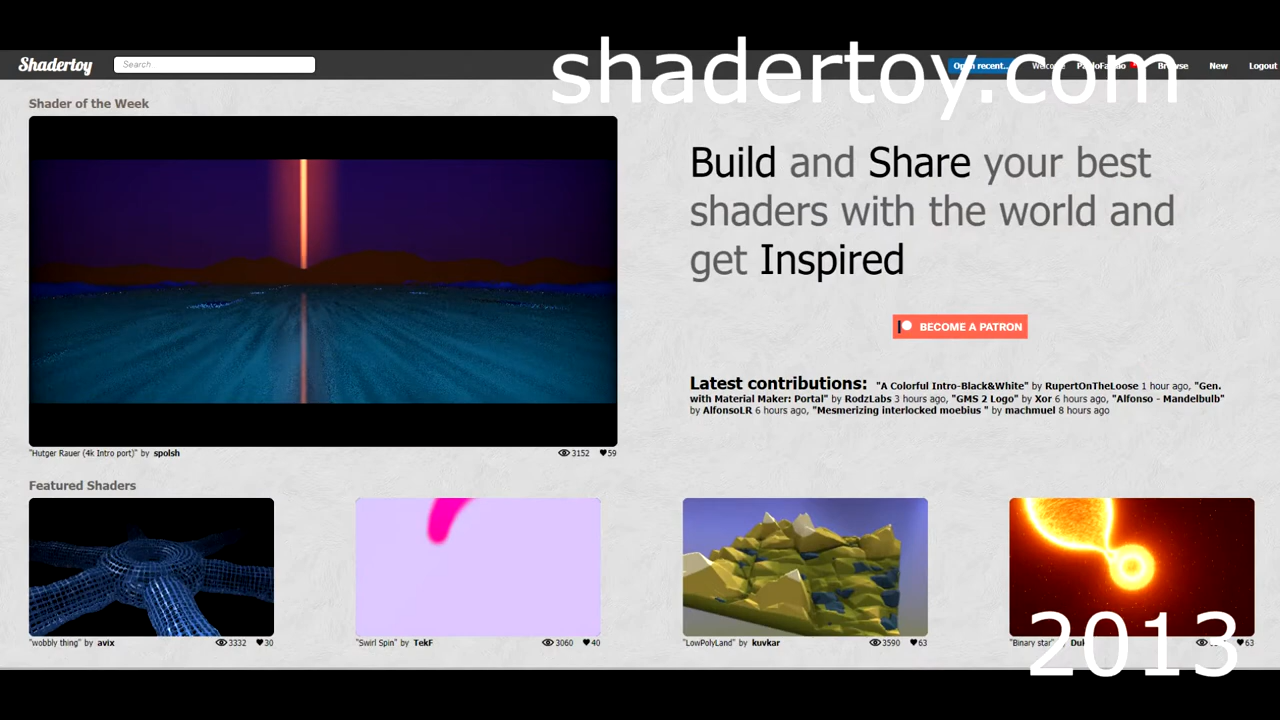 shadertoy.com
Shadertoy
Search...
Browse
New
Logout
Shader of the Week
Build and Share your best
shaders with the world and
get Inspired
BECOME A PATRON
Latest contributions: "A Colorful Intro-Black&White" by RupertOnTheLoose 1 hour ago, "Gen.
with Material Maker: Portal" by RodzLabs 3 hours ago, "GMS 2 Logo" by Xor 6 hours ago, "Alfonso - Mandelbulb"
by AlfonsoLR 6 hours ago, "Mesmerizing interlocked moebius " by machmuel 8 hours ago
"Hutger Rauer (4k Intro port)" by spolsh
3152
59
Featured Shaders
"wobbly thing" by avix
3332
30
"Swirl Spin" by TekF
3060
40
"LowPolyLand" by kuvkar
3590
63
"Binary star"
63
2013